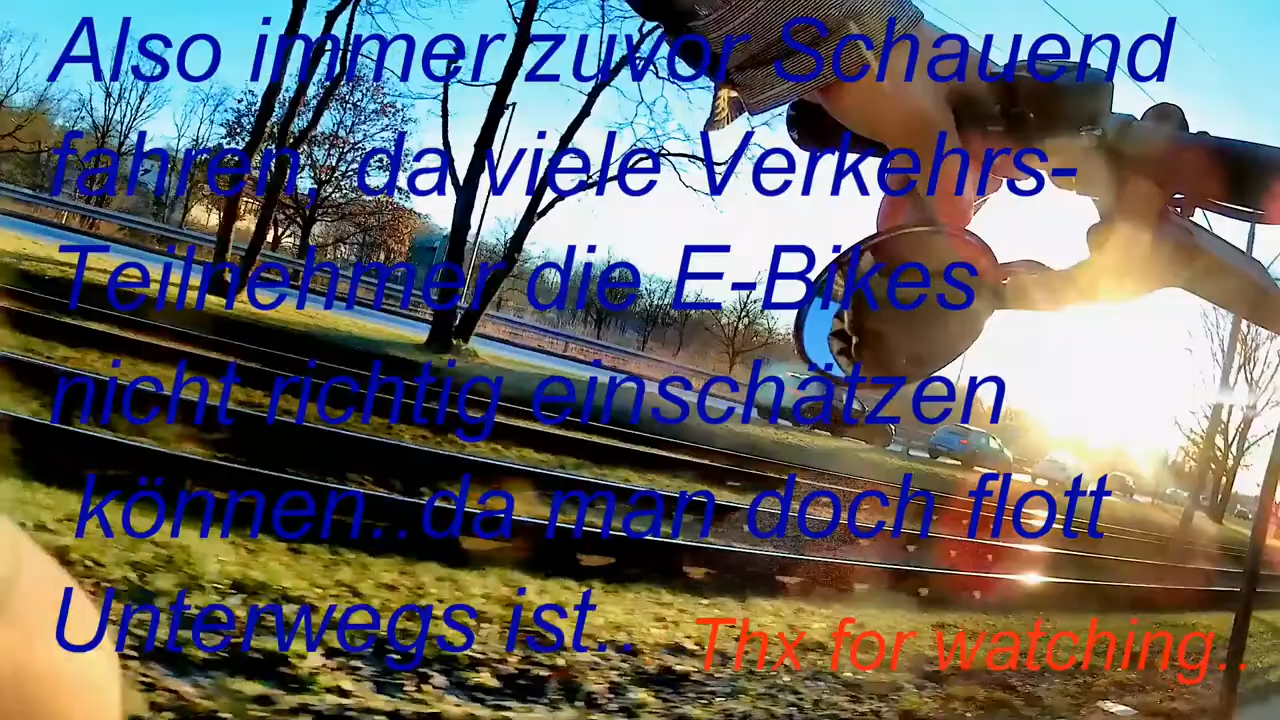 Also immer zuvor Schauend
fahren, da viele Verkehrs-
Teilnehmer die E-Bikes
nicht richtig einschätzen
können..da man doch flott
Unterwegs ist..
Thx for watching..